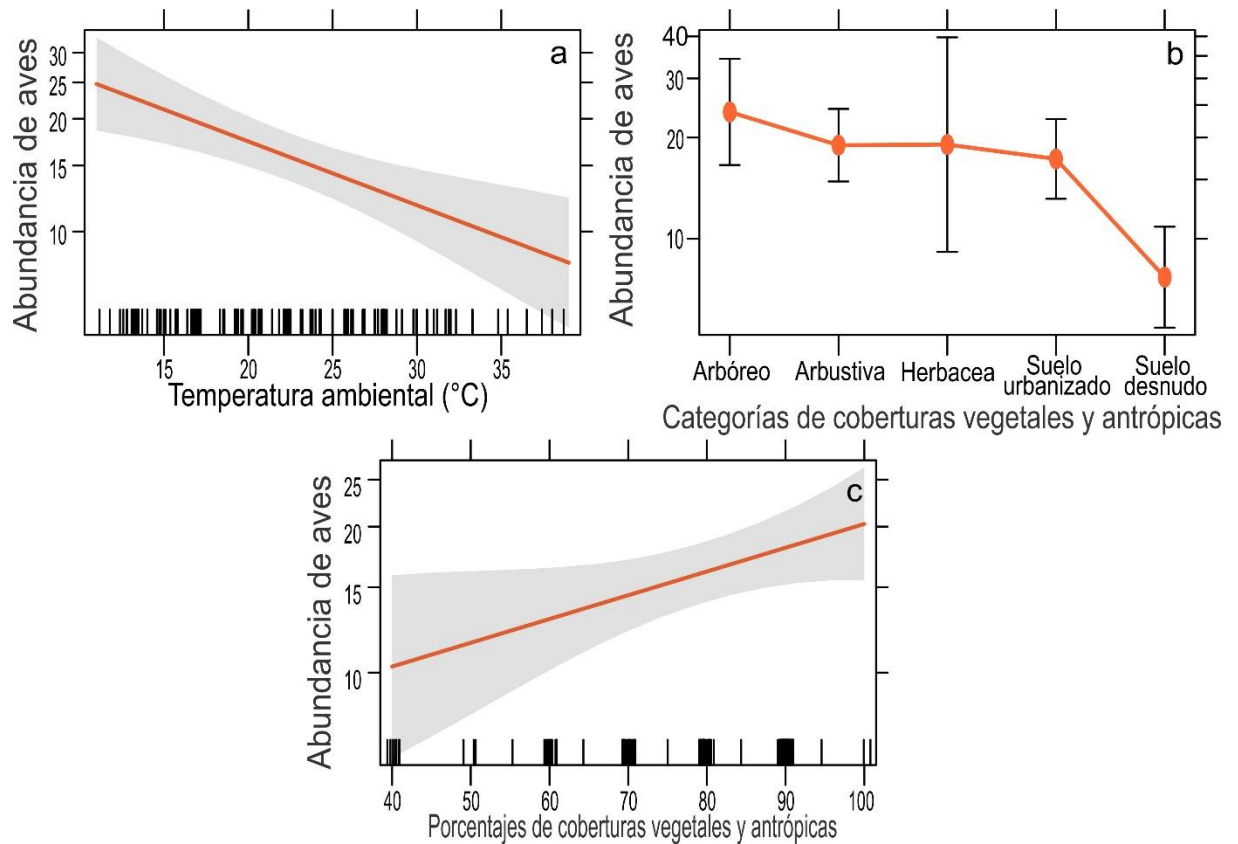 a
Abundancia de aves
30
25
20
15
10
15 20 25 30 35
Temperatura ambiental (°C)
b
Abundancia de aves
40
30
20
10
Arbóreo Arbustiva Herbacea Suelo urbanizado Suelo desnudo
Categorías de coberturas vegetales y antrópicas
c
Abundancia de aves
25
20
15
10
40 50 60 70 80 90 100
Porcentajes de coberturas vegetales y antrópicas